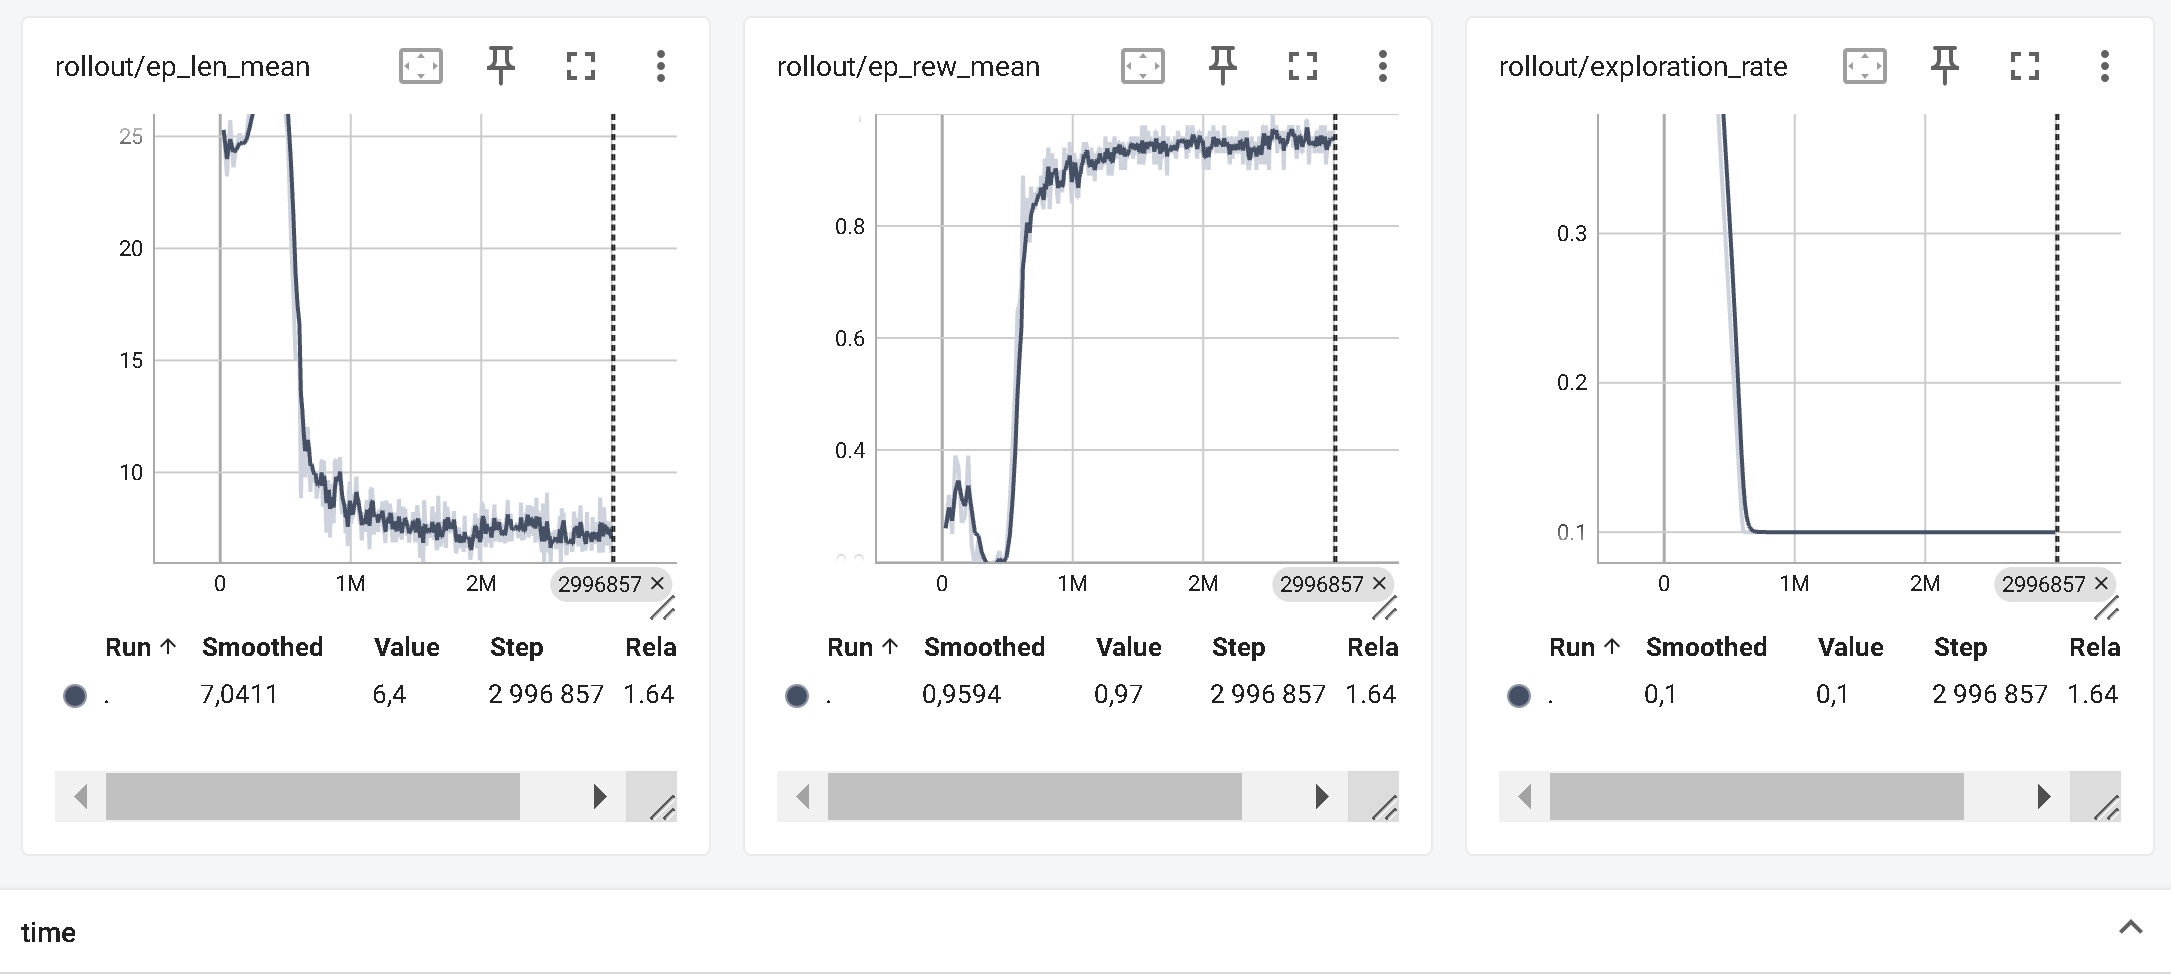 rollout/ep_len_mean
25
20
15
10
0 1M 2M 2996857 ×
Run ↑ Smoothed Value Step Rela
. 7,0411 6,4 2 996 857 1.64
rollout/ep_rew_mean
0.8
0.6
0.4
0 1M 2M 2996857 ×
Run ↑ Smoothed Value Step Rela
. 0,9594 0,97 2 996 857 1.64
rollout/exploration_rate
0.3
0.2
0.1
0 1M 2M 2996857 ×
Run ↑ Smoothed Value Step Rela
. 0,1 0,1 2 996 857 1.64
time